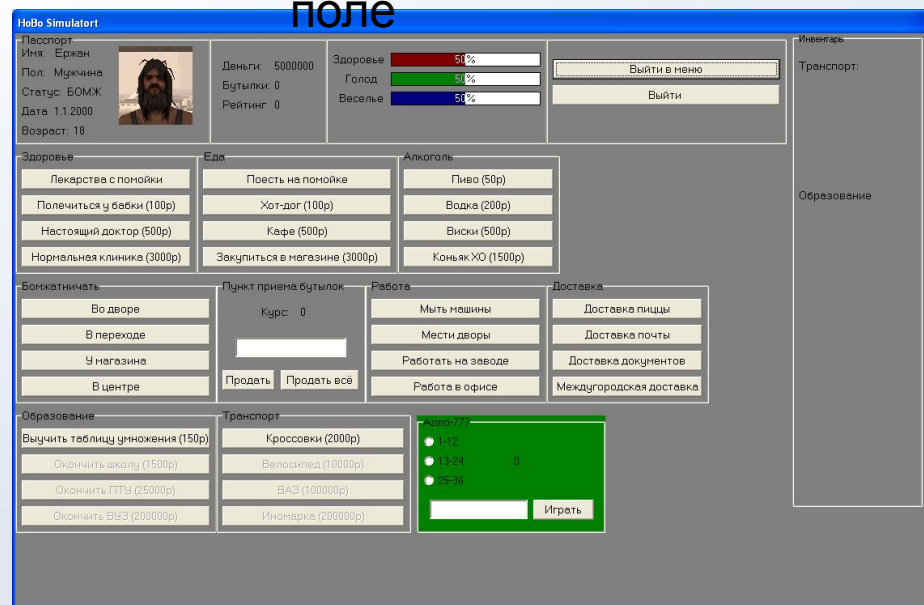 поле
HoBo Simulatort
Пасспорт
Имя: Ержан
Пол: Мужчина
Статус: БОМЖ
Дата 1.1.2000
Возраст: 18
Деньги: 5000000
Бутылки: 0
Рейтинг 0
Здоровье 50%
Голод 50%
Веселье 50%
Выйти в меню
Выйти
Инвентарь
Транспорт:
Образование
Здоровье
Лекарства с помойки
Полечиться у бабки (100р)
Настоящий доктор (500р)
Нормальная клиника (3000р)
Еда
Поесть на помойке
Хот-дог (100р)
Кафе (500р)
Закупиться в магазине (3000р)
Алкоголь
Пиво (50р)
Водка (200р)
Виски (500р)
Коньяк ХО (1500р)
Бомжатничать
Во дворе
В переходе
У магазина
В центре
Пункт приема бутылок
Курс: 0
Продать Продать всё
Работа
Мыть машины
Мести дворы
Работать на заводе
Работа в офисе
Доставка
Доставка пиццы
Доставка почты
Доставка документов
Междугородская доставка
Образование
Выучить таблицу умножения (150р)
Окончить школу (1500р)
Окончить ПТУ (25000р)
Окончить ВУЗ (200000р)
Транспорт
Кроссовки (2000р)
Велосипед (10000р)
ВАЗ (100000р)
Иномарка (200000р)
Azino-777
1-12
13-24 0
25-36
Играть